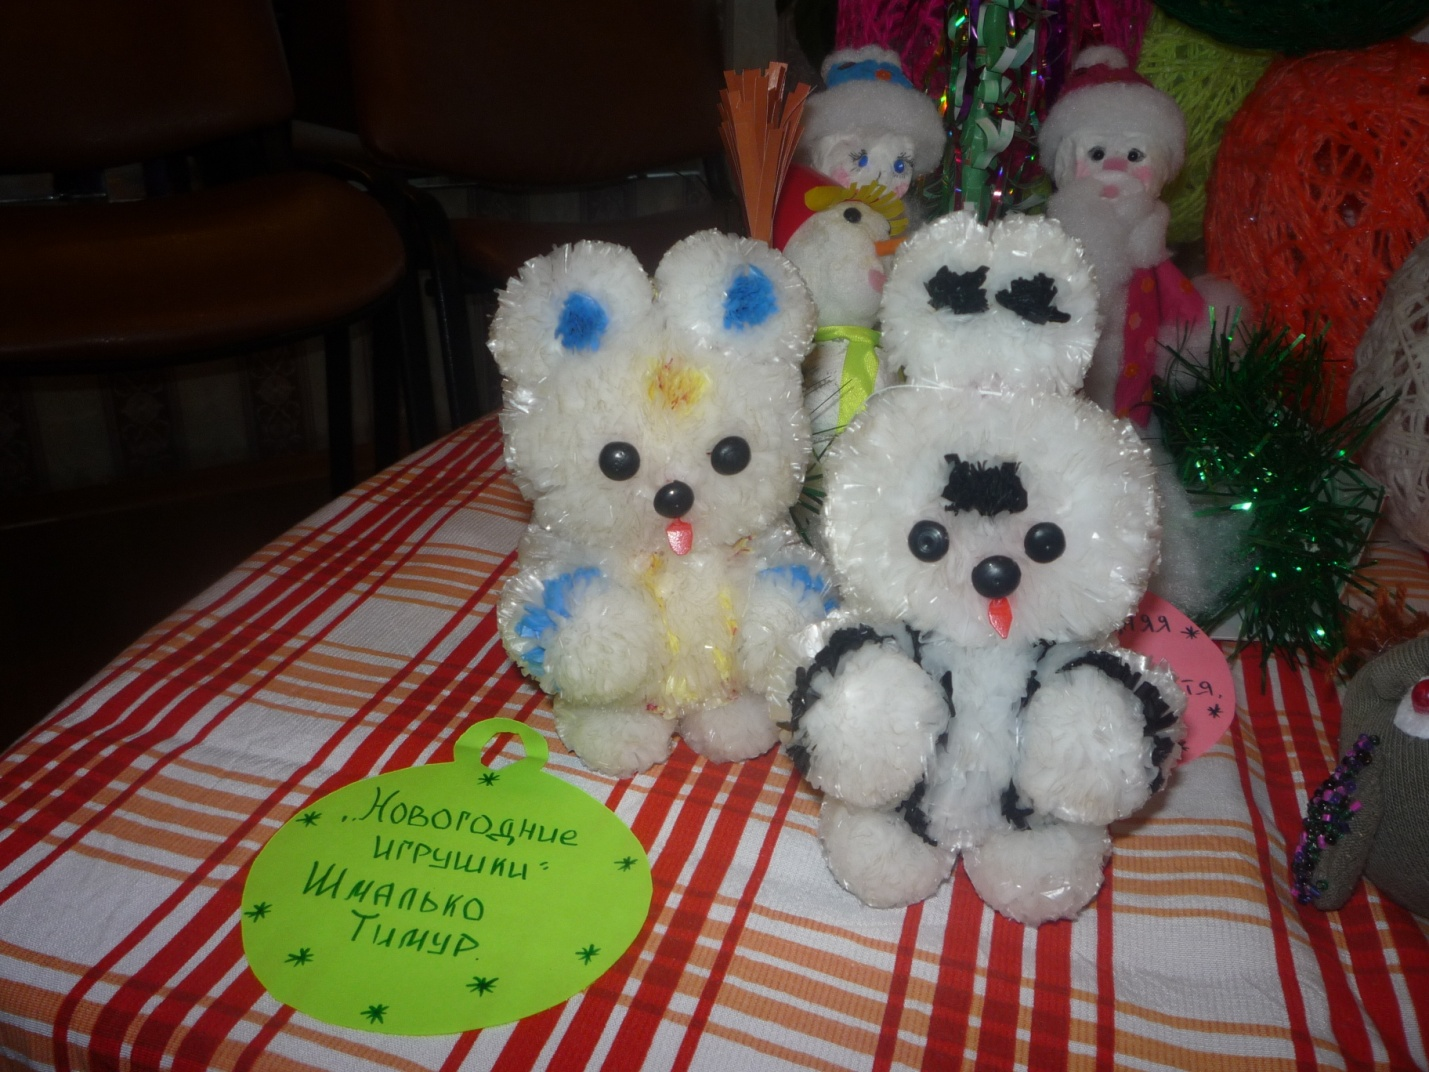 „Новогодние
игрушки“
Шмалько
Тимур.